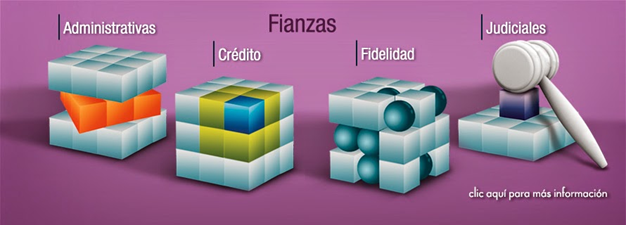 Fianzas
Administrativas
Crédito
Fidelidad
Judiciales
clic aquí para más información